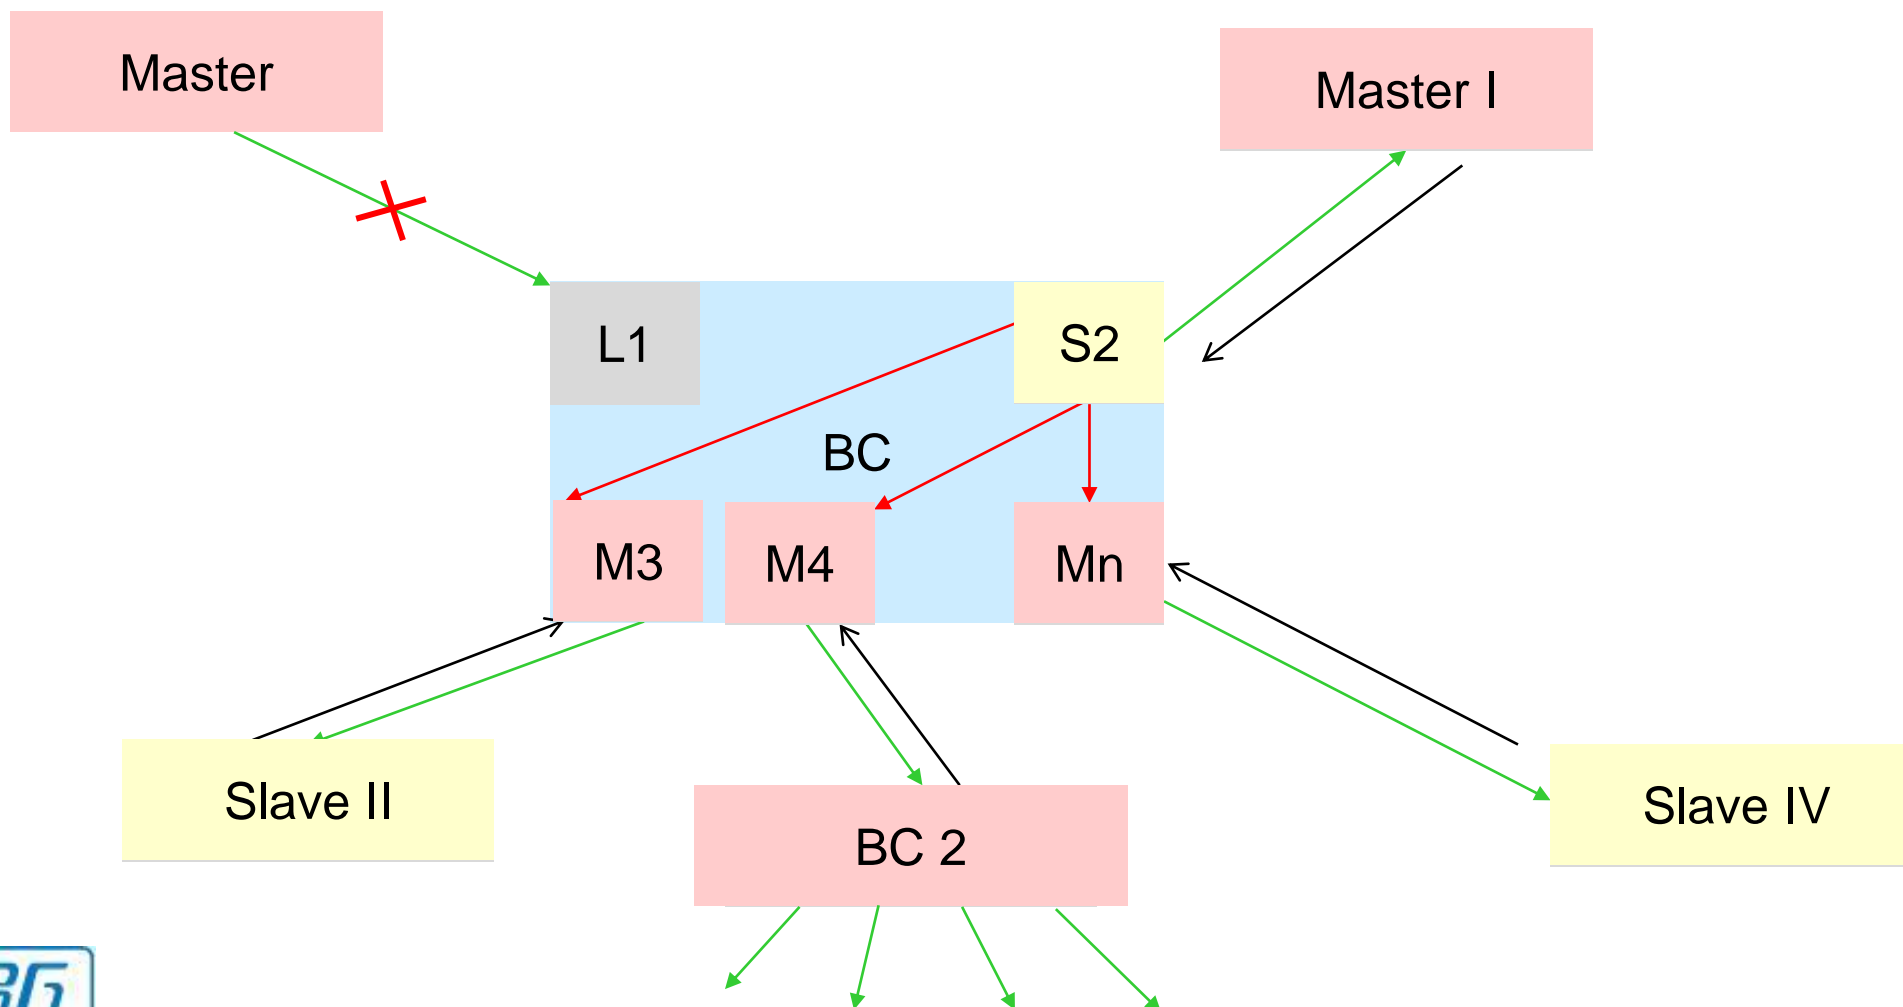 Master
Master I
L1
S2
BC
M3
M4
Mn
Slave II
Slave IV
BC 2